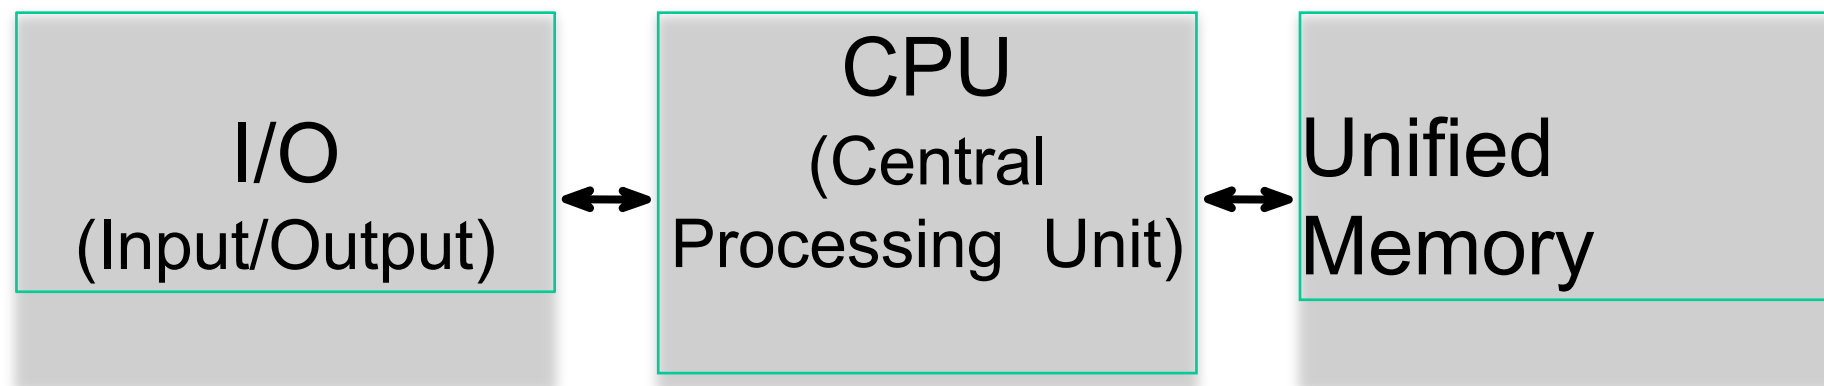 I/O
(Input/Output)
CPU
(Central
Processing Unit)
Unified
Memory